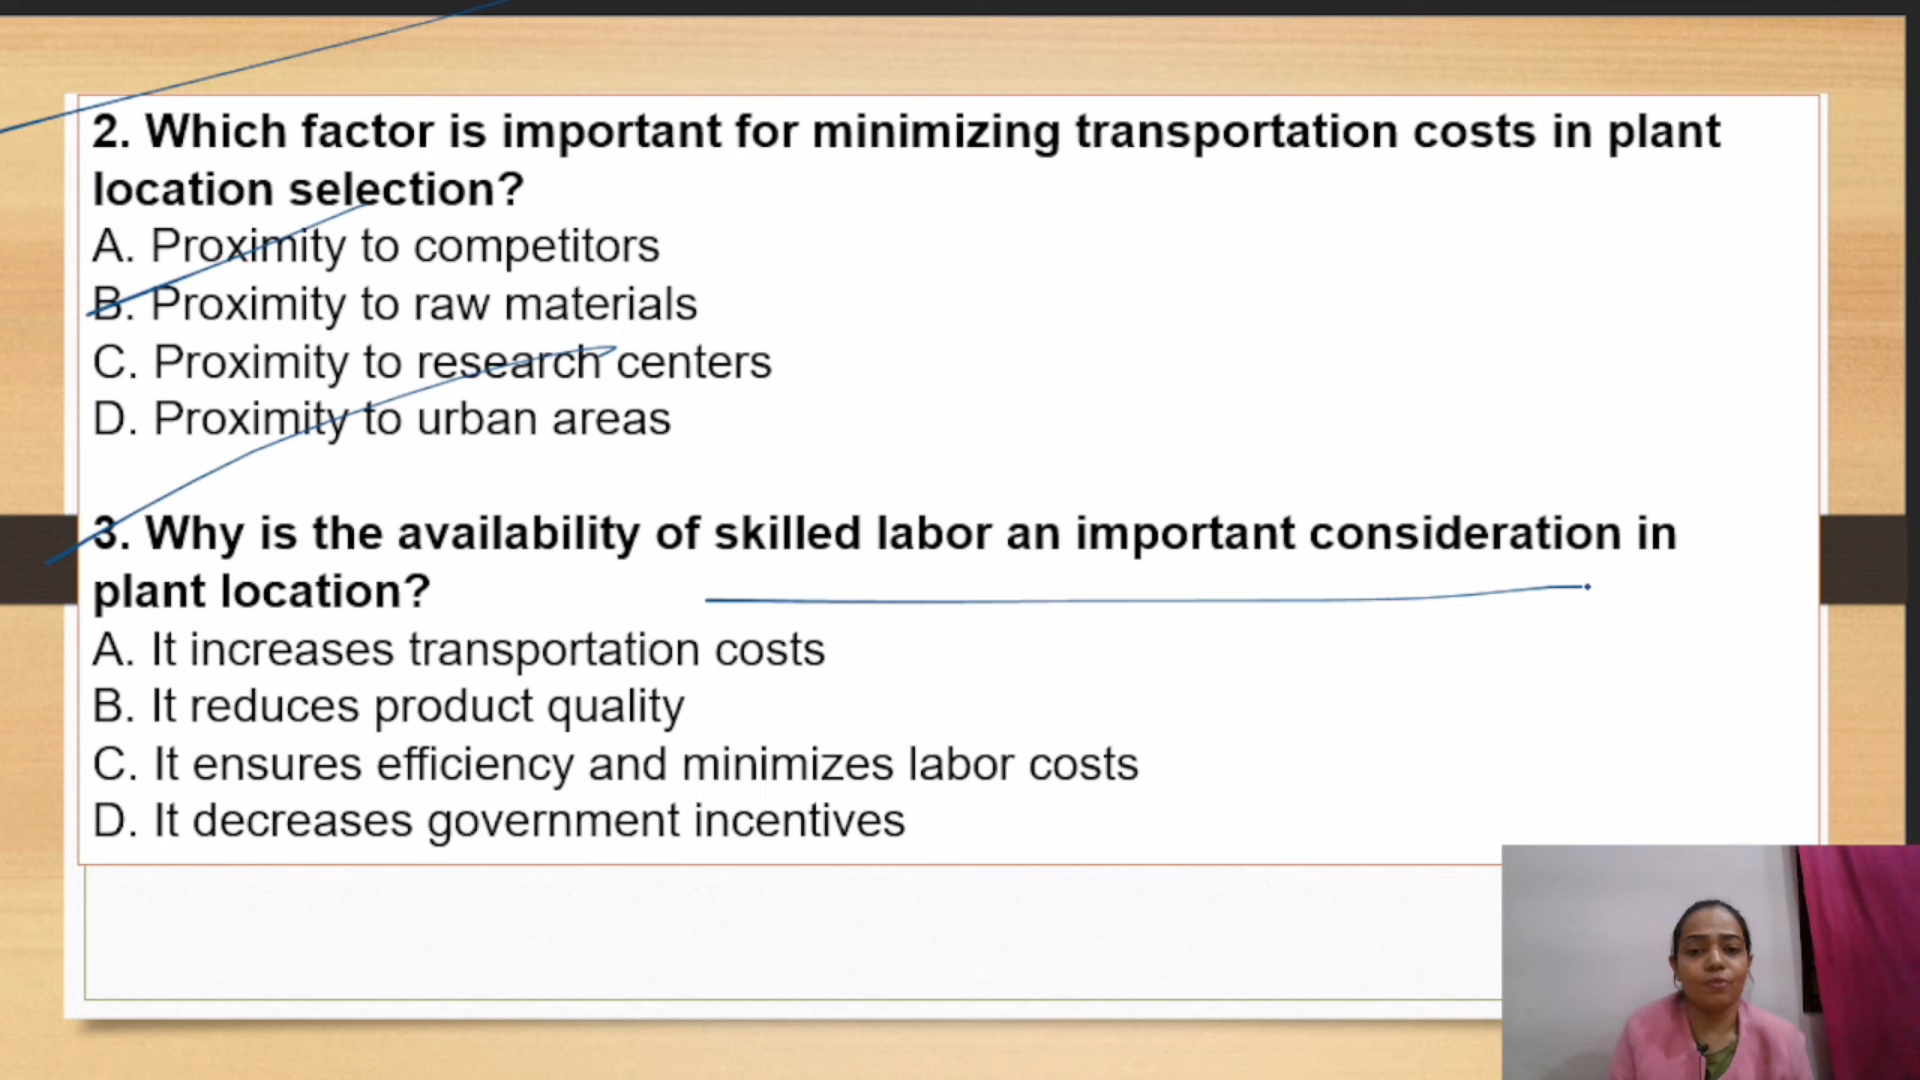 2. Which factor is important for minimizing transportation costs in plant
location selection?
A. Proximity to competitors
B. Proximity to raw materials
C. Proximity to research centers
D. Proximity to urban areas
3. Why is the availability of skilled labor an important consideration in
plant location?
A. It increases transportation costs
B. It reduces product quality
C. It ensures efficiency and minimizes labor costs
D. It decreases government incentives